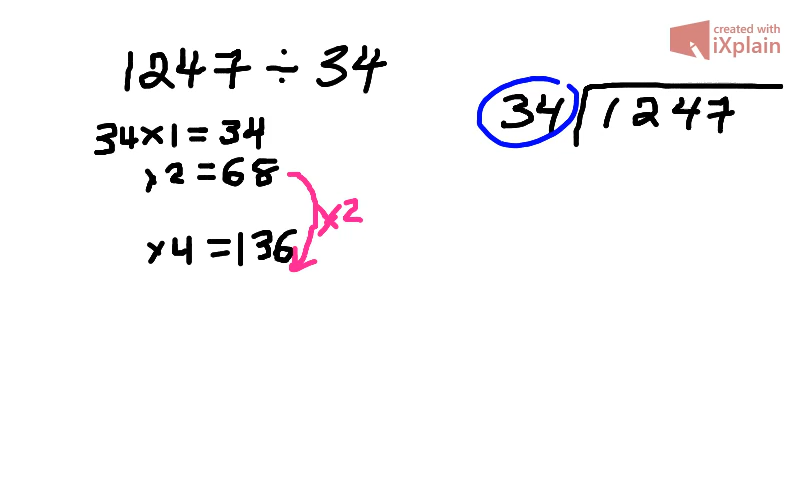 created with
iXplain
1247 ÷ 34
34 × 1 = 34
× 2 = 68
× 2
× 4 = 136
34 1247